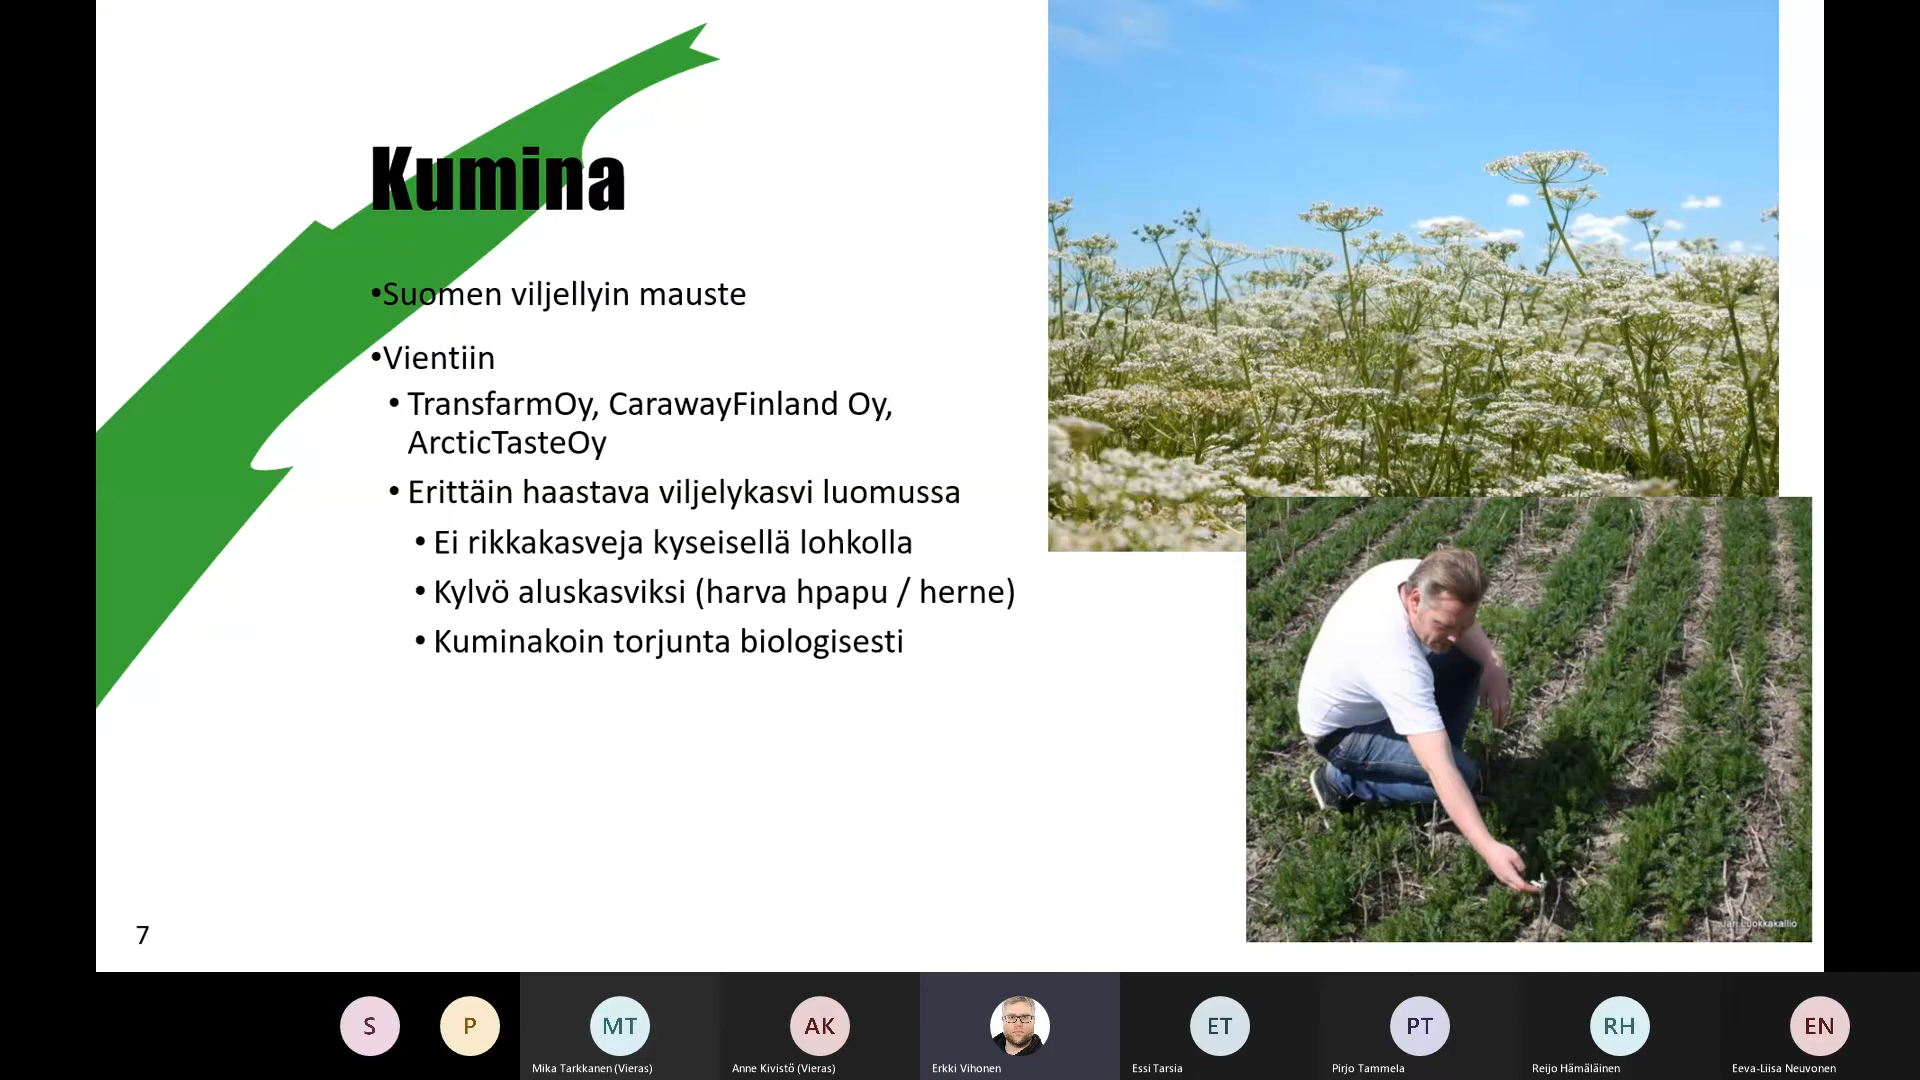 Kumina
•Suomen viljellyin mauste
•Vientiin
• TransfarmOy, CarawayFinland Oy,
ArcticTasteOy
• Erittäin haastava viljelykasvi luomussa
• Ei rikkakasveja kyseisellä lohkolla
• Kylvö aluskasviksi (harva hpapu / herne)
• Kuminakoin torjunta biologisesti
Jari Luokkakallio
7
S
P
MT
AK
ET
PT
RH
EN
Mika Tarkkanen (Vieras)
Anne Kivistö (Vieras)
Erkki Vihonen
Essi Tarsia
Pirjo Tammela
Reijo Hämäläinen
Eeva-Liisa Neuvonen